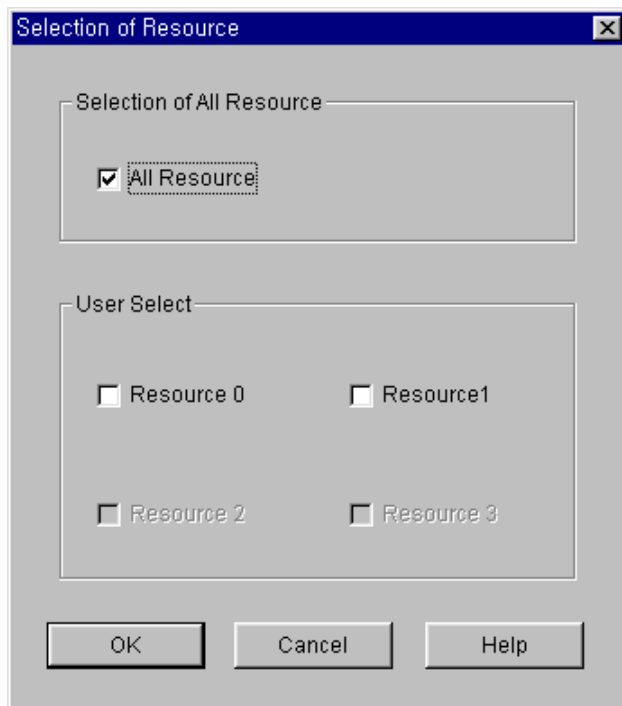 Selection of Resource
Selection of All Resource
All Resource
User Select
Resource 0 Resource1
Resource 2 Resource 3
OK Cancel Help